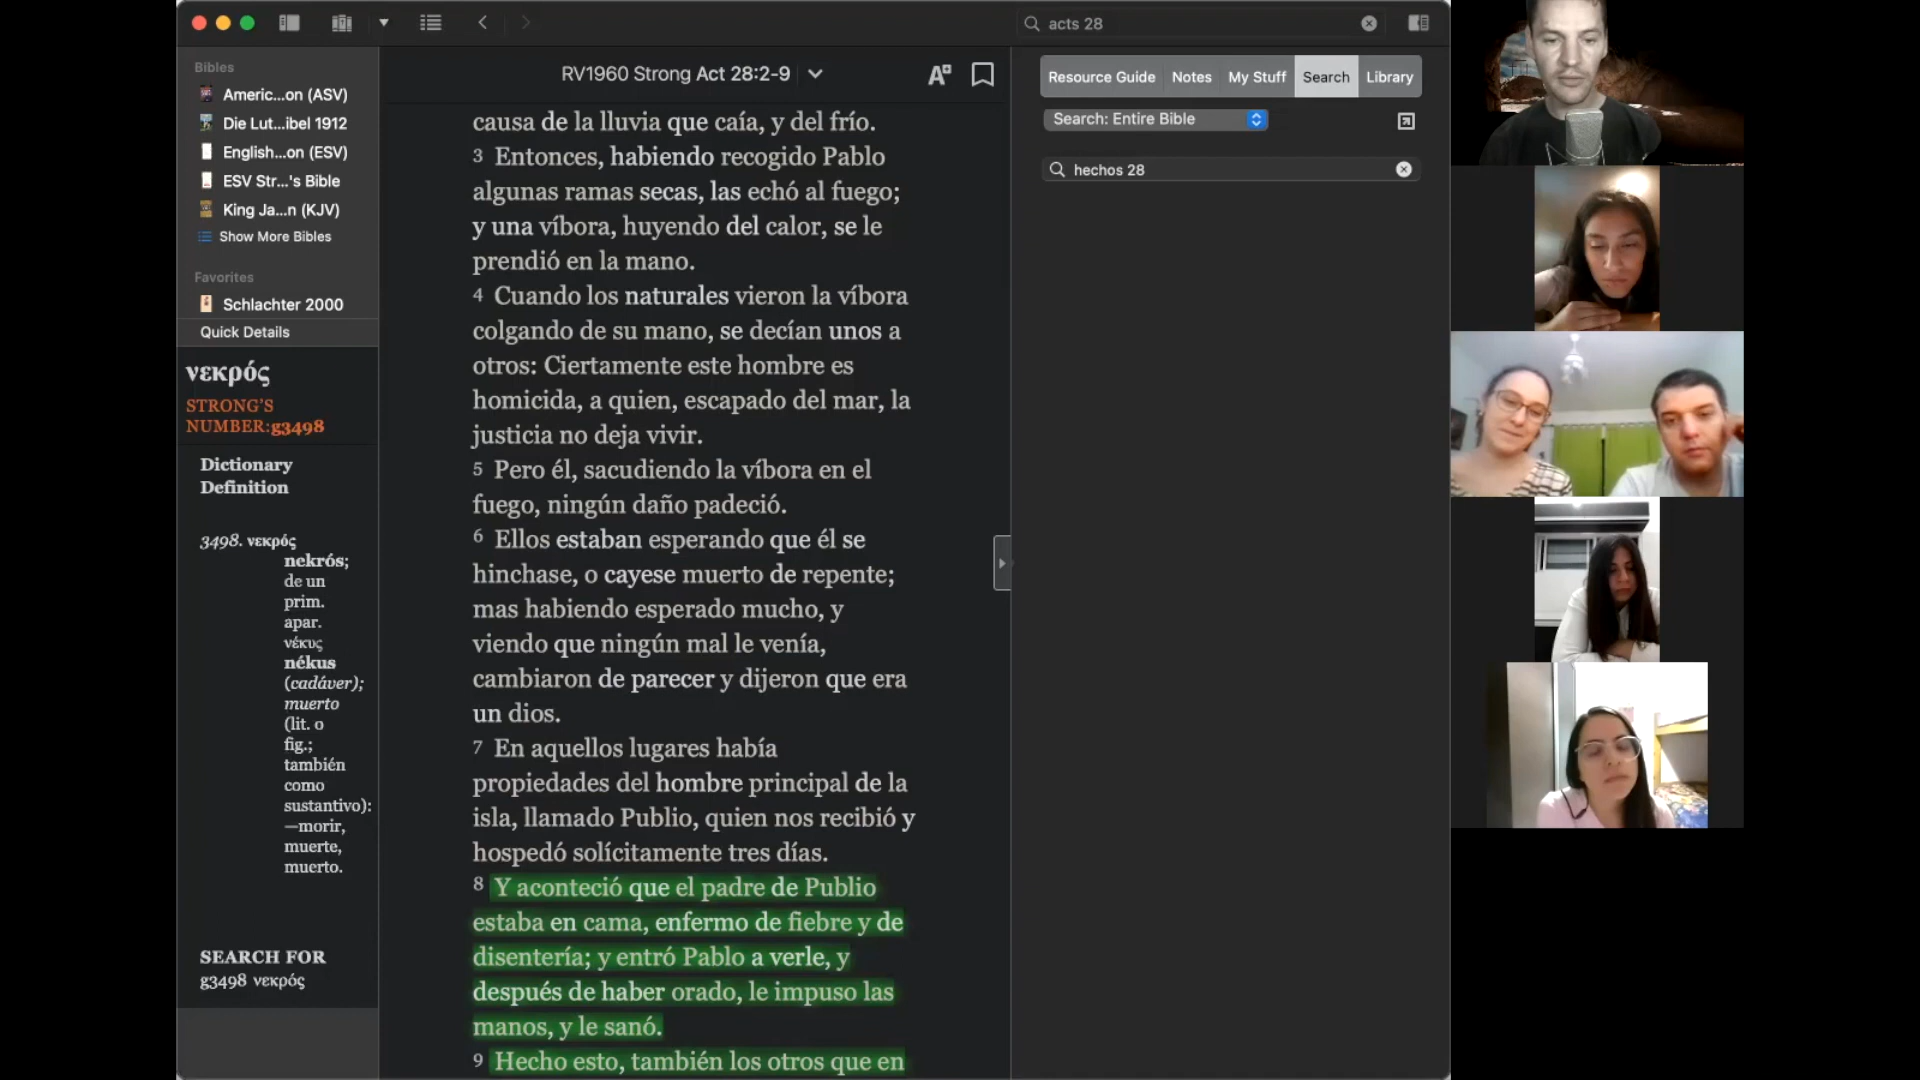 acts 28
Bibles
Americ...on (ASV)
Die Lut...ibel 1912
English...on (ESV)
ESV Str...'s Bible
King Ja...n (KJV)
Show More Bibles
Favorites
Schlachter 2000
Quick Details
νεκρός
STRONG'S
NUMBER:g3498
Dictionary
Definition
3498. νεκρός
nekrós;
de un
prim.
apar.
νέκυς
nékus
(cadáver);
muerto
(lit. o
fig.;
también
como
sustantivo):
—morir,
muerte,
muerto.
SEARCH FOR
g3498 νεκρός
RV1960 Strong Act 28:2-9
causa de la lluvia que caía, y del frío.
3 Entonces, habiendo recogido Pablo
algunas ramas secas, las echó al fuego;
y una víbora, huyendo del calor, se le
prendió en la mano.
4 Cuando los naturales vieron la víbora
colgando de su mano, se decían unos a
otros: Ciertamente este hombre es
homicida, a quien, escapado del mar, la
justicia no deja vivir.
5 Pero él, sacudiendo la víbora en el
fuego, ningún daño padeció.
6 Ellos estaban esperando que él se
hinchase, o cayese muerto de repente;
mas habiendo esperado mucho, y
viendo que ningún mal le venía,
cambiaron de parecer y dijeron que era
un dios.
7 En aquellos lugares había
propiedades del hombre principal de la
isla, llamado Publio, quien nos recibió y
hospedó solícitamente tres días.
8 Y aconteció que el padre de Publio
estaba en cama, enfermo de fiebre y de
disentería; y entró Pablo a verle, y
después de haber orado, le impuso las
manos, y le sanó.
9 Hecho esto, también los otros que en
Resource Guide Notes My Stuff Search Library
Search: Entire Bible
hechos 28